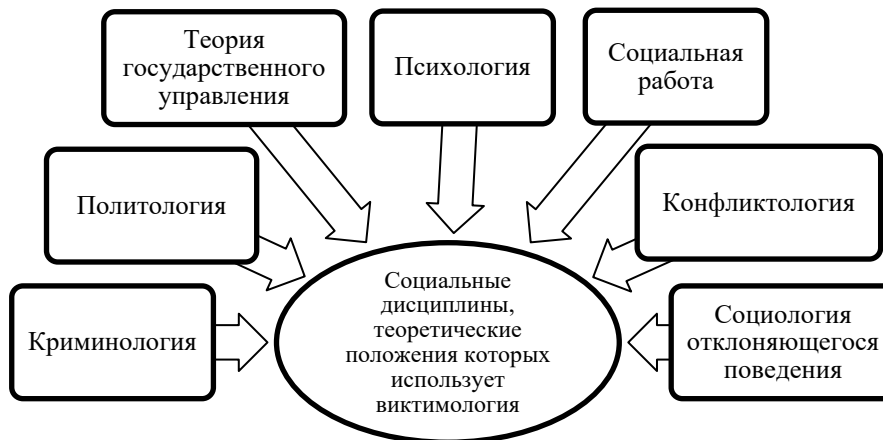 Теория
государственного
управления
Психология
Социальная
работа
Политология
Конфликтология
Криминология
Социальные
дисциплины,
теоретические
положения которых
использует
виктимология
Социология
отклоняющегося
поведения